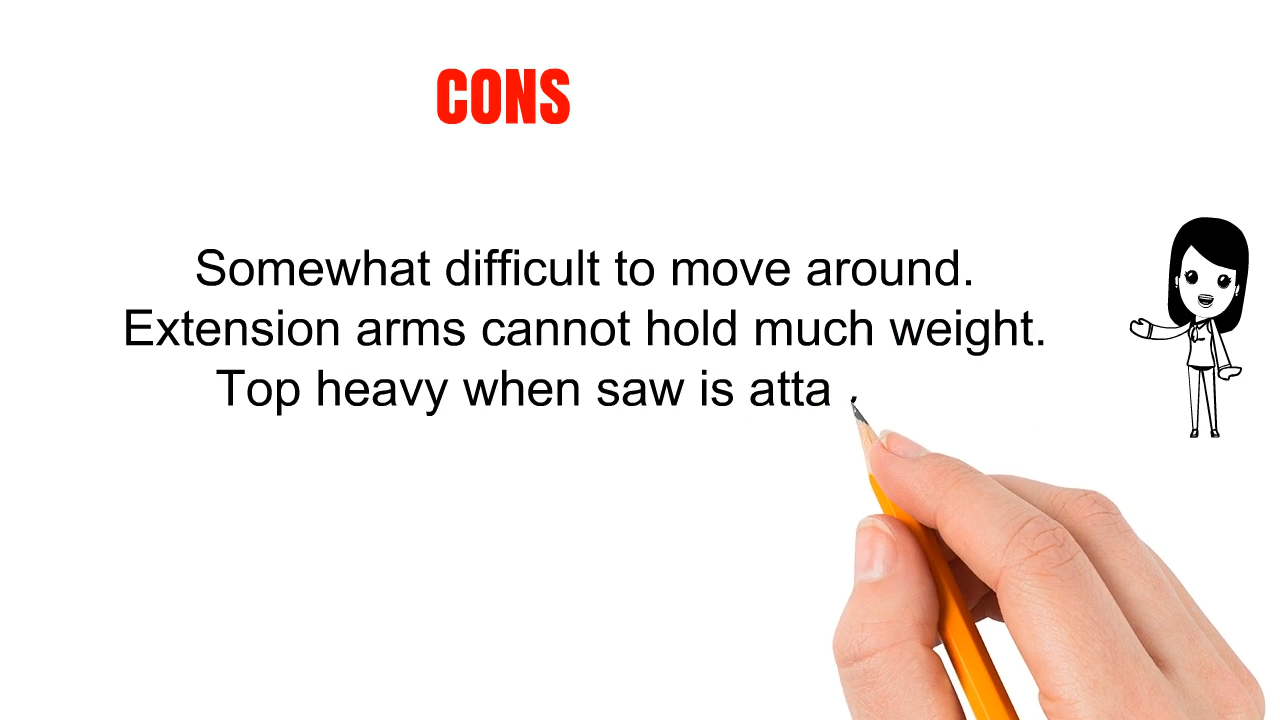 CONS
Somewhat difficult to move around.
Extension arms cannot hold much weight.
Top heavy when saw is atta